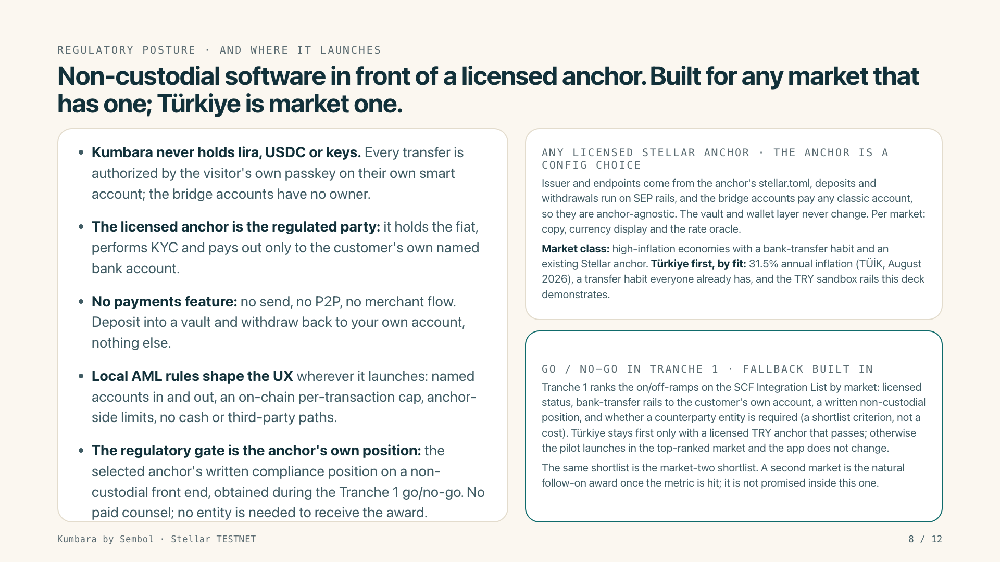 REGULATORY POSTURE · AND WHERE IT LAUNCHES
Non-custodial software in front of a licensed anchor. Built for any market that
has one; Türkiye is market one.
• Kumbara never holds lira, USDC or keys. Every transfer is
authorized by the visitor's own passkey on their own smart
account; the bridge accounts have no owner.
• The licensed anchor is the regulated party: it holds the fiat,
performs KYC and pays out only to the customer's own named
bank account.
• No payments feature: no send, no P2P, no merchant flow.
Deposit into a vault and withdraw back to your own account,
nothing else.
• Local AML rules shape the UX wherever it launches: named
accounts in and out, an on-chain per-transaction cap, anchor-
side limits, no cash or third-party paths.
• The regulatory gate is the anchor's own position: the
selected anchor's written compliance position on a non-
custodial front end, obtained during the Tranche 1 go/no-go. No
paid counsel; no entity is needed to receive the award.
ANY LICENSED STELLAR ANCHOR · THE ANCHOR IS A
CONFIG CHOICE
Issuer and endpoints come from the anchor's stellar.toml, deposits and
withdrawals run on SEP rails, and the bridge accounts pay any classic account,
so they are anchor-agnostic. The vault and wallet layer never change. Per market:
copy, currency display and the rate oracle.
Market class: high-inflation economies with a bank-transfer habit and an
existing Stellar anchor. Türkiye first, by fit: 31.5% annual inflation (TÜİK, August
2026), a transfer habit everyone already has, and the TRY sandbox rails this deck
demonstrates.
GO / NO-GO IN TRANCHE 1 · FALLBACK BUILT IN
Tranche 1 ranks the on/off-ramps on the SCF Integration List by market: licensed
status, bank-transfer rails to the customer's own account, a written non-custodial
position, and whether a counterparty entity is required (a shortlist criterion, not a
cost). Türkiye stays first only with a licensed TRY anchor that passes; otherwise
the pilot launches in the top-ranked market and the app does not change.
The same shortlist is the market-two shortlist. A second market is the natural
follow-on award once the metric is hit; it is not promised inside this one.
Kumbara by Sembol · Stellar TESTNET
8 / 12